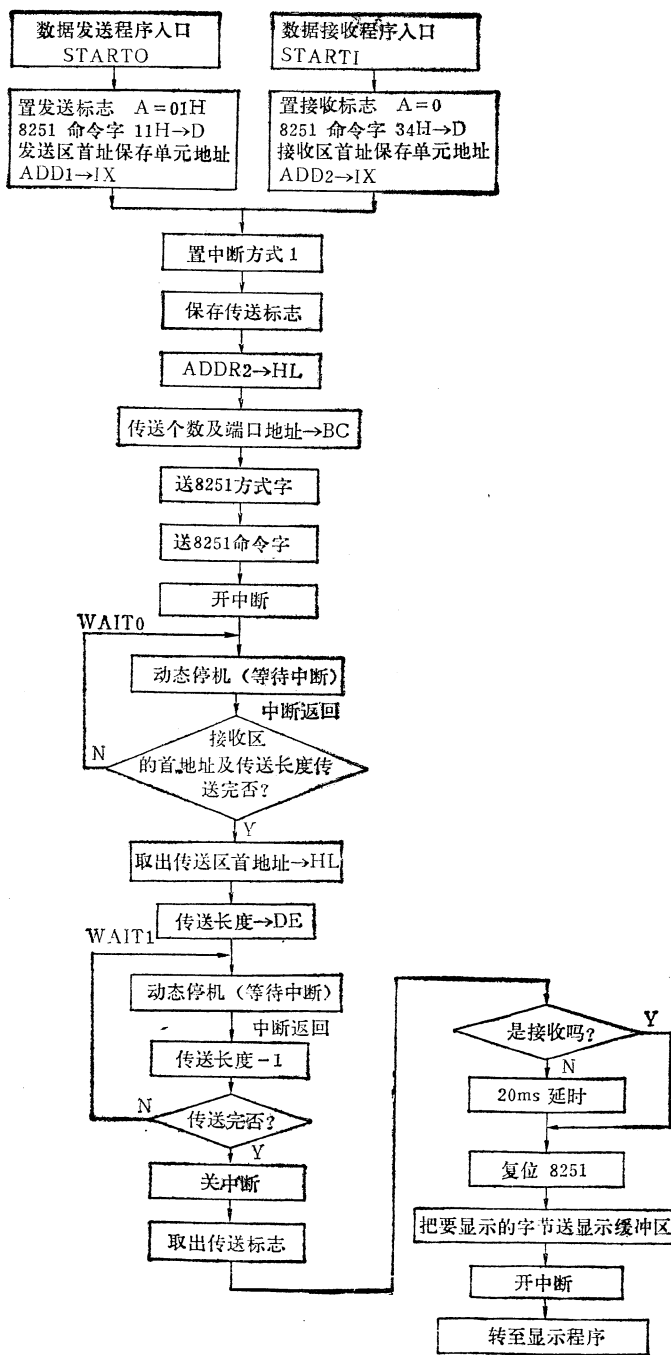 数据发送程序入口
STARTO
数据接收程序入口
STARTI
置发送标志 A=01H
8251 命令字 11H→D
发送区首址保存单元地址
ADD1→IX
置接收标志 A=0
8251 命令字 34H→D
接收区首址保存单元地址
ADD2→IX
置中断方式 1
保存传送标志
ADDR2→HL
传送个数及端口地址→BC
送8251方式字
送8251命令字
开中断
WAIT0
动态停机（等待中断）
中断返回
接收区
的首地址及传送长度传
送完否？
N
Y
取出传送区首地址→HL
传送长度→DE
WAIT1
动态停机（等待中断）
中断返回
传送长度-1
N
传送完否？
Y
关中断
取出传送标志
是接收吗？
Y
N
20ms 延时
复位 8251
把要显示的字节送显示缓冲区
开中断
转至显示程序